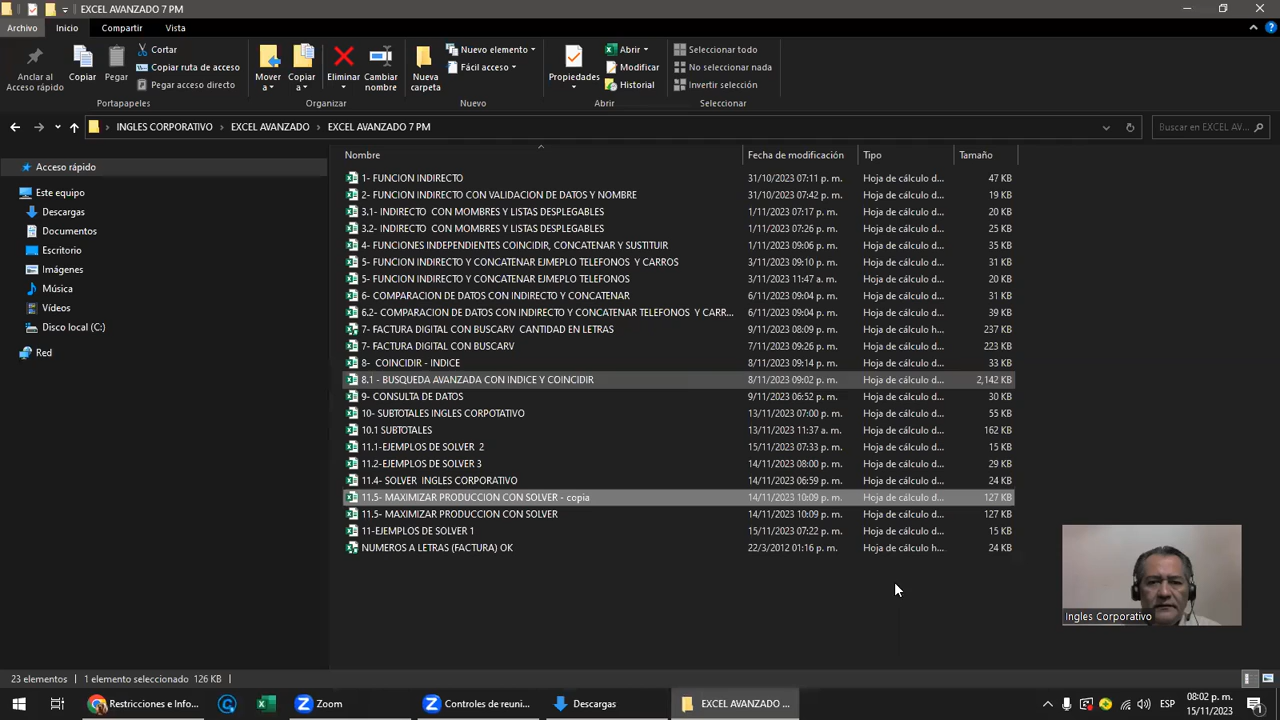 EXCEL AVANZADO 7 PM
Archivo Inicio Compartir Vista
Anclar al Acceso rápido
Copiar
Pegar
Cortar
Copiar ruta de acceso
Pegar acceso directo
Mover a
Copiar a
Eliminar
Cambiar nombre
Nueva carpeta
Nuevo elemento
Fácil acceso
Propiedades
Abrir
Modificar
Historial
Seleccionar todo
No seleccionar nada
Invertir selección
Portapapeles Organizar Nuevo Abrir Seleccionar
INGLES CORPORATIVO › EXCEL AVANZADO › EXCEL AVANZADO 7 PM
Buscar en EXCEL AV...
Acceso rápido
Este equipo
Descargas
Documentos
Escritorio
Imágenes
Música
Vídeos
Disco local (C:)
Red
Nombre Fecha de modificación Tipo Tamaño
1- FUNCION INDIRECTO 31/10/2023 07:11 p. m. Hoja de cálculo d... 47 KB
2- FUNCION INDIRECTO CON VALIDACION DE DATOS Y NOMBRE 31/10/2023 07:42 p. m. Hoja de cálculo d... 19 KB
3.1- INDIRECTO CON MOMBRES Y LISTAS DESPLEGABLES 1/11/2023 07:17 p. m. Hoja de cálculo d... 20 KB
3.2- INDIRECTO CON MOMBRES Y LISTAS DESPLEGABLES 1/11/2023 07:26 p. m. Hoja de cálculo d... 25 KB
4- FUNCIONES INDEPENDIENTES COINCIDIR, CONCATENAR Y SUSTITUIR 1/11/2023 09:06 p. m. Hoja de cálculo d... 35 KB
5- FUNCION INDIRECTO Y CONCATENAR EJMEPLO TELEFONOS Y CARROS 3/11/2023 09:10 p. m. Hoja de cálculo d... 31 KB
5- FUNCION INDIRECTO Y CONCATENAR EJMEPLO TELEFONOS 3/11/2023 11:47 a. m. Hoja de cálculo d... 20 KB
6- COMPARACION DE DATOS CON INDIRECTO Y CONCATENAR 6/11/2023 09:04 p. m. Hoja de cálculo d... 31 KB
6.2- COMPARACION DE DATOS CON INDIRECTO Y CONCATENAR TELEFONOS Y CARR... 6/11/2023 09:04 p. m. Hoja de cálculo d... 39 KB
7- FACTURA DIGITAL CON BUSCARV CANTIDAD EN LETRAS 9/11/2023 08:09 p. m. Hoja de cálculo h... 237 KB
7- FACTURA DIGITAL CON BUSCARV 7/11/2023 09:26 p. m. Hoja de cálculo d... 223 KB
8- COINCIDIR - INDICE 8/11/2023 09:14 p. m. Hoja de cálculo d... 33 KB
8.1 - BUSQUEDA AVANZADA CON INDICE Y COINCIDIR 8/11/2023 09:02 p. m. Hoja de cálculo d... 2,142 KB
9- CONSULTA DE DATOS 9/11/2023 06:52 p. m. Hoja de cálculo d... 30 KB
10- SUBTOTALES INGLES CORPOTATIVO 13/11/2023 07:00 p. m. Hoja de cálculo d... 55 KB
10.1 SUBTOTALES 13/11/2023 11:37 a. m. Hoja de cálculo d... 162 KB
11.1-EJEMPLOS DE SOLVER 2 15/11/2023 07:33 p. m. Hoja de cálculo d... 15 KB
11.2-EJEMPLOS DE SOLVER 3 14/11/2023 08:00 p. m. Hoja de cálculo d... 29 KB
11.4- SOLVER INGLES CORPORATIVO 14/11/2023 06:59 p. m. Hoja de cálculo d... 24 KB
11.5- MAXIMIZAR PRODUCCION CON SOLVER - copia 14/11/2023 10:09 p. m. Hoja de cálculo d... 127 KB
11.5- MAXIMIZAR PRODUCCION CON SOLVER 14/11/2023 10:09 p. m. Hoja de cálculo d... 127 KB
11-EJEMPLOS DE SOLVER 1 15/11/2023 07:22 p. m. Hoja de cálculo d... 15 KB
NUMEROS A LETRAS (FACTURA) OK 22/3/2012 01:16 p. m. Hoja de cálculo h... 24 KB
Ingles Corporativo
23 elementos 1 elemento seleccionado 126 KB
Restricciones e Info... Zoom Controles de reuni... Descargas EXCEL AVANZADO ... ESP 08:02 p. m.
15/11/2023